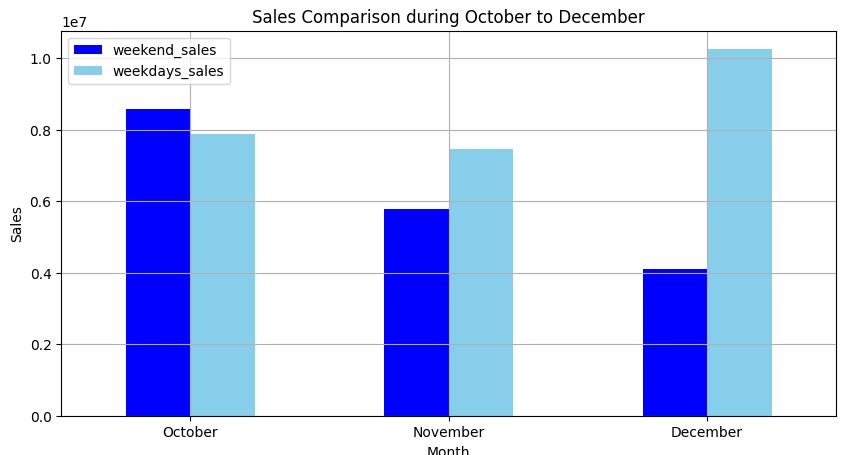 Sales Comparison during October to December
1e7
weekend_sales
weekdays_sales
1.0
0.8
0.6
0.4
0.2
0.0
Sales
October November December
Month